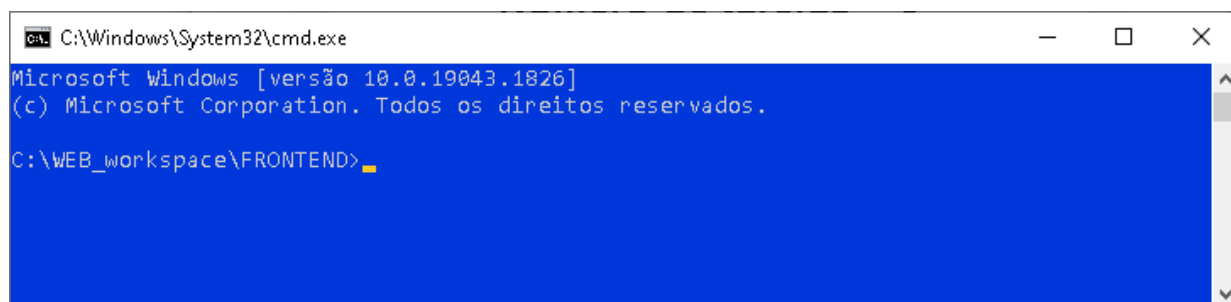 C:\Windows\System32\cmd.exe
Microsoft Windows [versão 10.0.19043.1826]
(c) Microsoft Corporation. Todos os direitos reservados.
C:\WEB_workspace\FRONTEND>